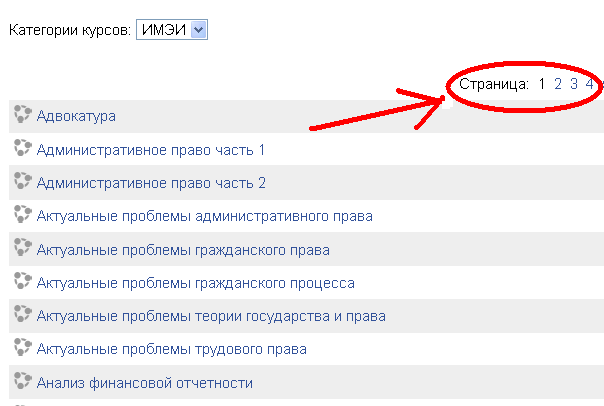 Категории курсов: ИМЭИ
Страница: 1 2 3 4
Адвокатура
Административное право часть 1
Административное право часть 2
Актуальные проблемы административного права
Актуальные проблемы гражданского права
Актуальные проблемы гражданского процесса
Актуальные проблемы теории государства и права
Актуальные проблемы трудового права
Анализ финансовой отчетности